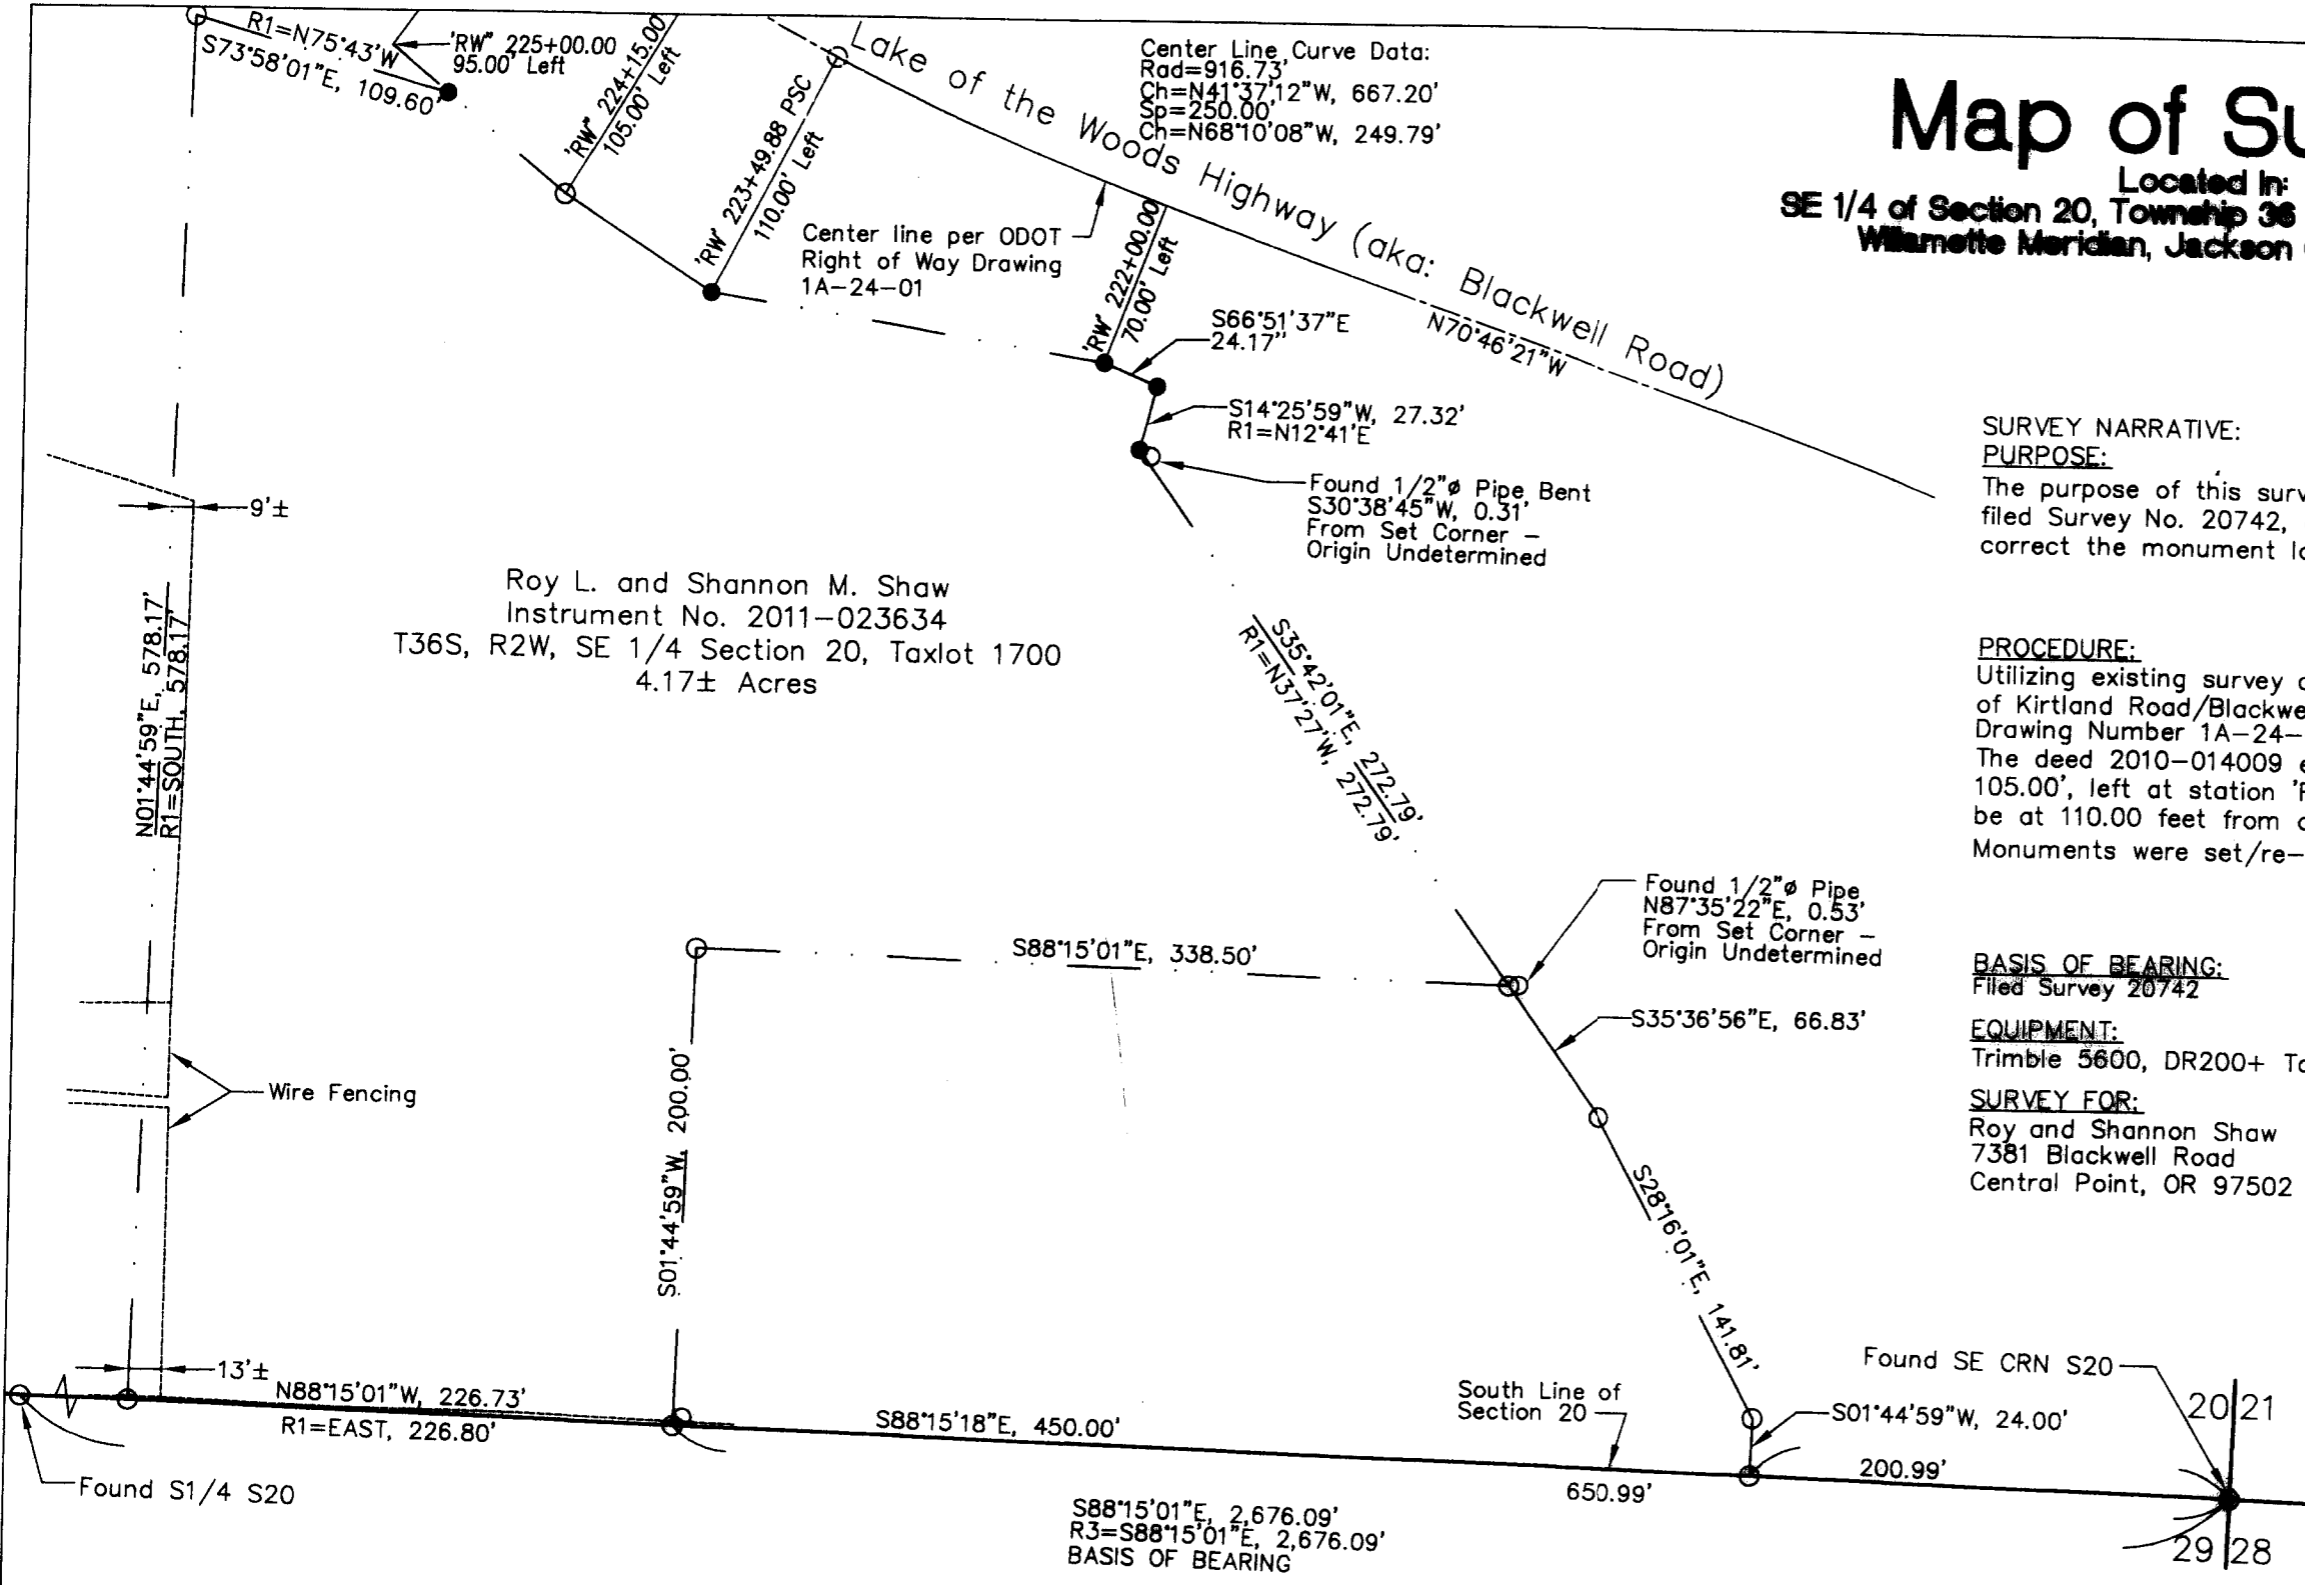 R1=N75°43'W
S73°58'01"E, 109.60'
'RW" 225+00.00
95.00' Left
'RW" 224+15.00
105.00' Left
'RW' 223+49.88 PSC
110.00' Left
Lake of the Woods Highway (aka: Blackwell Road)
Center Line Curve Data:
Rad=916.73'
Ch=N41°37'12"W, 667.20'
Sp=250.00'
Ch=N68°10'08"W, 249.79'
Map of Su
Located In:
SE 1/4 of Section 20, Township 36
Willamette Meridian, Jackson
Center line per ODOT
Right of Way Drawing
1A-24-01
'RW' 222+00.00
70.00' Left
S66°51'37"E
24.17"
N70°46'21"W
S14°25'59"W, 27.32'
R1=N12°41'E
Found 1/2"ø Pipe Bent
S30°38'45"W, 0.31'
From Set Corner -
Origin Undetermined
9'±
Roy L. and Shannon M. Shaw
Instrument No. 2011-023634
T36S, R2W, SE 1/4 Section 20, Taxlot 1700
4.17± Acres
N01°44'59"E, 578.17'
R1=SOUTH, 578.17'
S35°42'01"E, 272.79'
R1=N37°27'W, 272.79'
SURVEY NARRATIVE:
PURPOSE:
The purpose of this surv
filed Survey No. 20742,
correct the monument lo
PROCEDURE:
Utilizing existing survey
of Kirtland Road/Blackwe
Drawing Number 1A-24-
The deed 2010-014009 e
105.00', left at station 'R
be at 110.00 feet from
Monuments were set/re-
BASIS OF BEARING:
Filed Survey 20742
EQUIPMENT:
Trimble 5600, DR200+ To
SURVEY FOR:
Roy and Shannon Shaw
7381 Blackwell Road
Central Point, OR 97502
Found 1/2"ø Pipe
N87°35'22"E, 0.53'
From Set Corner -
Origin Undetermined
S88°15'01"E, 338.50'
S35°36'56"E, 66.83'
Wire Fencing
S01°44'59"W, 200.00'
S28°16'01"E, 141.81'
13'±
N88°15'01"W, 226.73'
R1=EAST, 226.80'
S88°15'18"E, 450.00'
South Line of
Section 20
Found SE CRN S20
S01°44'59"W, 24.00'
20 21
200.99'
650.99'
Found S1/4 S20
S88°15'01"E, 2,676.09'
R3=S88°15'01"E, 2,676.09'
BASIS OF BEARING
29 28